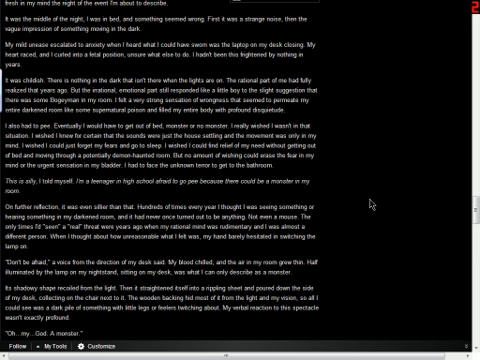 fresh in my mind the night of the event I'm about to describe.
It was the middle of the night, I was in bed, and something seemed wrong. First it was a strange noise, then the
vague impression of something moving in the dark.
My mild unease escalated to anxiety when I heard what I could have sworn was the laptop on my desk closing. My
heart raced, and I curled into a fetal position, unsure what else to do. I hadn't been this frightened by nothing in
years.
It was childish. There is nothing in the dark that isn't there when the lights are on. The rational part of me had fully
realized that years ago. But the irrational, emotional part still responded like a little boy to the slight suggestion that
there was some Bogeyman in my room. I felt a very strong sensation of wrongness that seemed to permeate my
entire darkened room like some supernatural poison and filled my entire body with profound disquietude.
I also had to pee. Eventually I would have to get out of bed, monster or no monster. I really wished I wasn't in that
situation. I wished I knew for certain that the sounds were just the house settling and the movement was only in my
mind. I wished I could just forget my fears and go to sleep. I wished I could find relief of my need without getting out
of bed and moving through a potentially demon-haunted room. But no amount of wishing could erase the fear in my
mind or the urgent sensation in my bladder. I had to face the unknown terror to get to the bathroom.
This is silly, I told myself. I'm a teenager in high school afraid to go pee because there could be a monster in my
room.
On further reflection, it was even sillier than that. Hundreds of times every year I thought I was seeing something or
hearing something in my darkened room, and it had never once turned out to be anything. Not even a mouse. The
only times I'd "seen" a "real" threat were years ago when my rational mind was rudimentary and I was almost a
different person. When I thought about how unreasonable what I felt was, my hand barely hesitated in switching the
lamp on.
"Don't be afraid," a voice from the direction of my desk said. My blood chilled, and the air in my room grew thin. Half
illuminated by the lamp on my nightstand, sitting on my desk, was what I can only describe as a monster.
Its shadowy shape recoiled from the light. Then it straightened itself into a rippling sheet and poured down the side
of my desk, collecting on the chair next to it. The wooden backing hid most of it from the light and my vision, so all I
could see was a dark pile of something with little legs or feelers twitching about. My verbal reaction to this spectacle
wasn't exactly profound.
"Oh...my...God. A monster."
Follow
My Tools
Customize
2